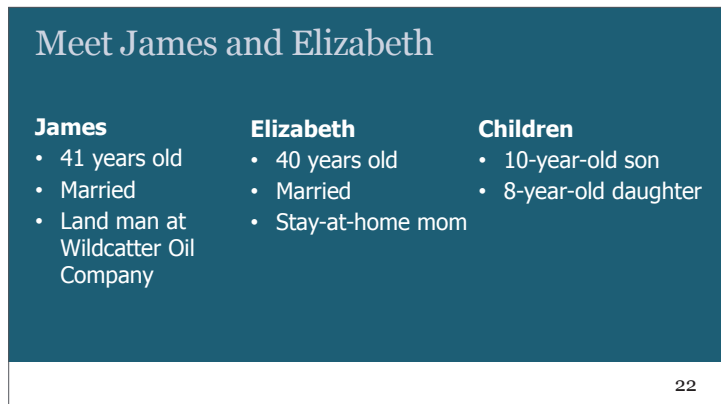 Meet James and Elizabeth
James
• 41 years old
• Married
• Land man at
Wildcatter Oil
Company
Elizabeth
• 40 years old
• Married
• Stay-at-home mom
Children
• 10-year-old son
• 8-year-old daughter
22